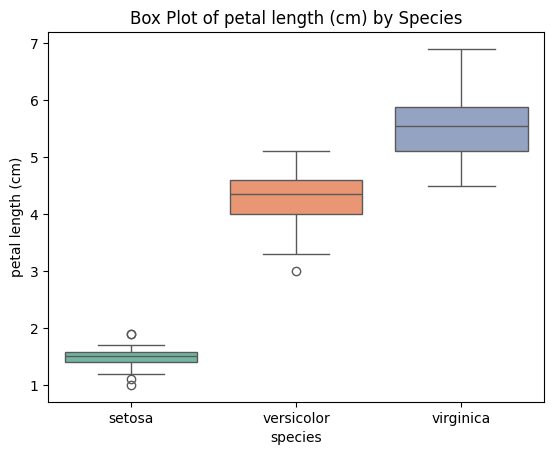 Box Plot of petal length (cm) by Species
7
6
5
4
3
2
1
petal length (cm)
setosa
versicolor
virginica
species